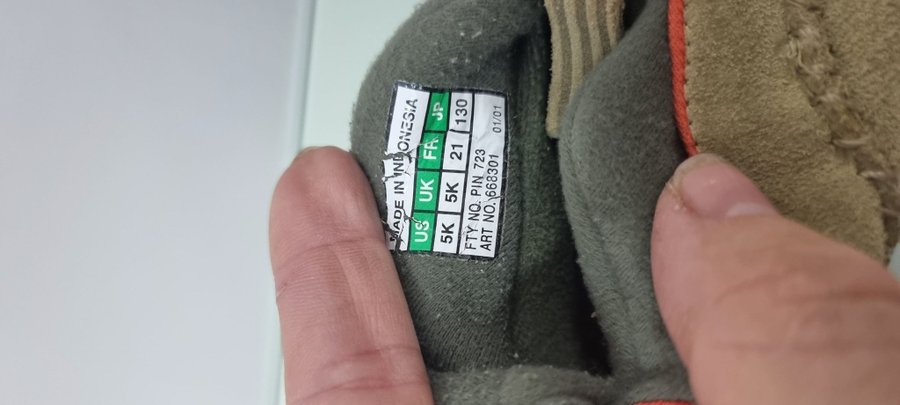 MADE IN INDONESIA
US UK FR JP
5K 5K 21 130
FTY NO. PIN 723
ART NO. 668301 01/01